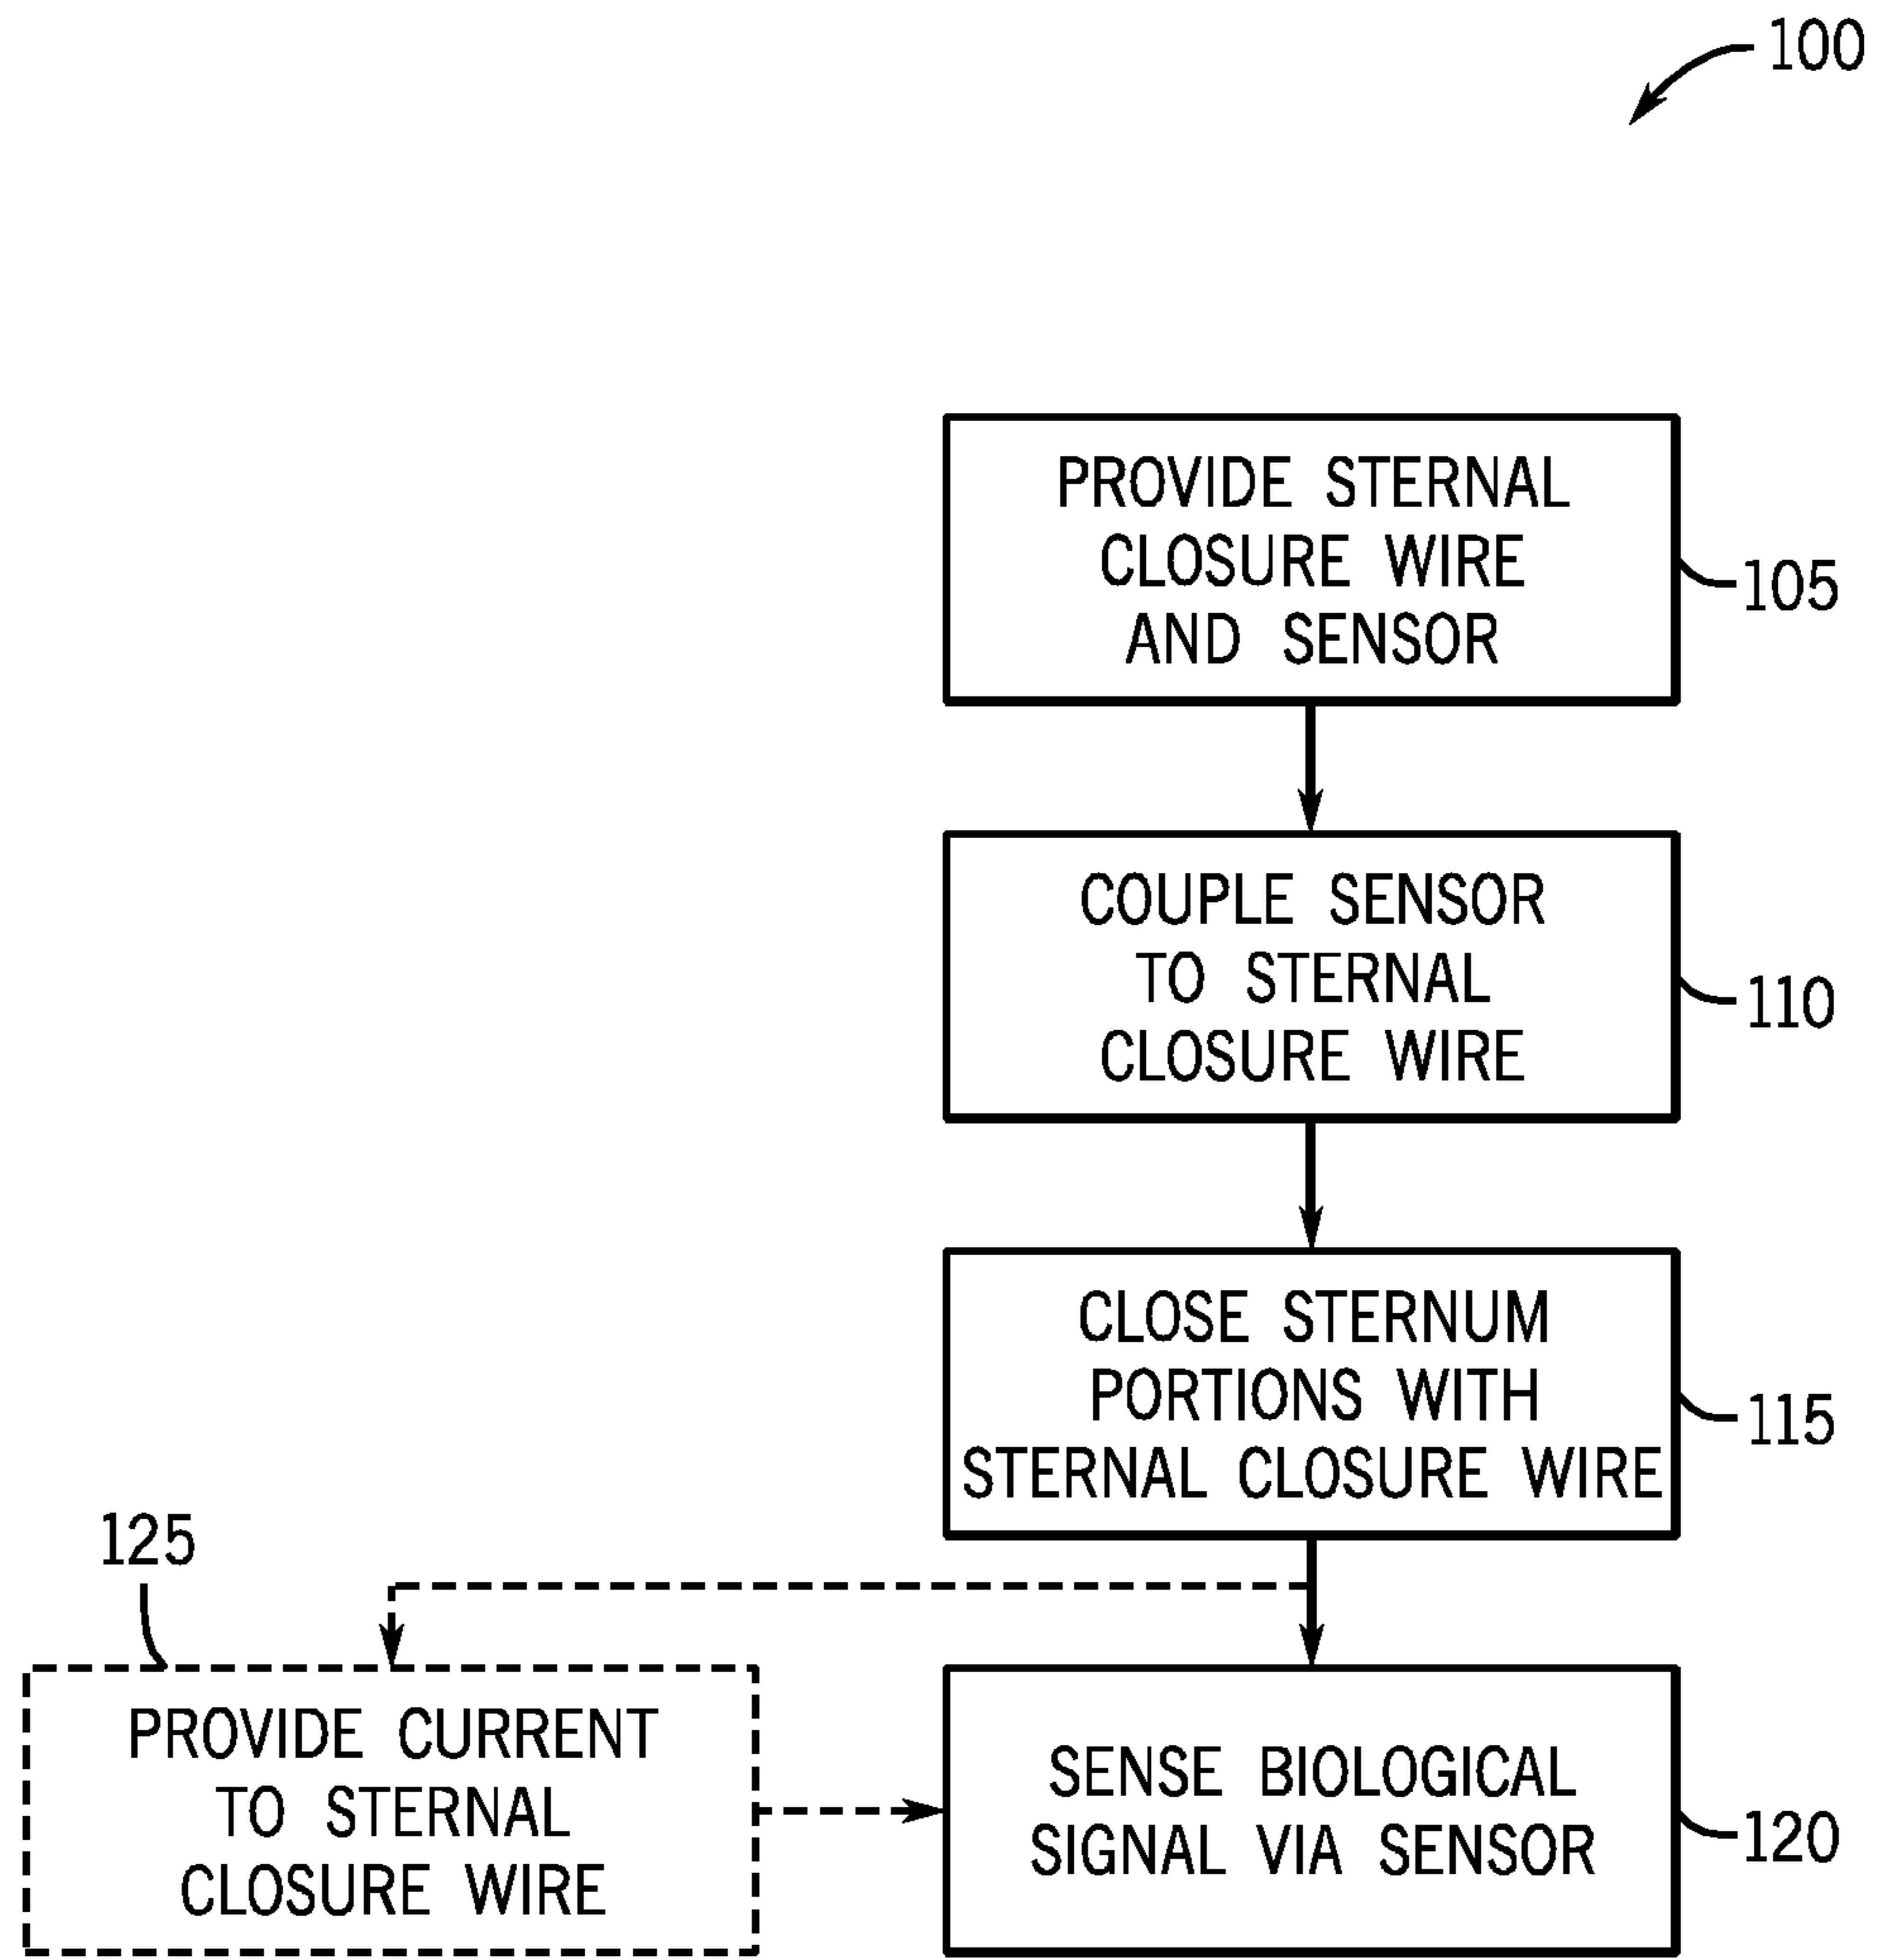 100
PROVIDE STERNAL
CLOSURE WIRE
AND SENSOR
105
COUPLE SENSOR
TO STERNAL
CLOSURE WIRE
110
CLOSE STERNUM
PORTIONS WITH
STERNAL CLOSURE WIRE
115
125
PROVIDE CURRENT
TO STERNAL
CLOSURE WIRE
SENSE BIOLOGICAL
SIGNAL VIA SENSOR
120